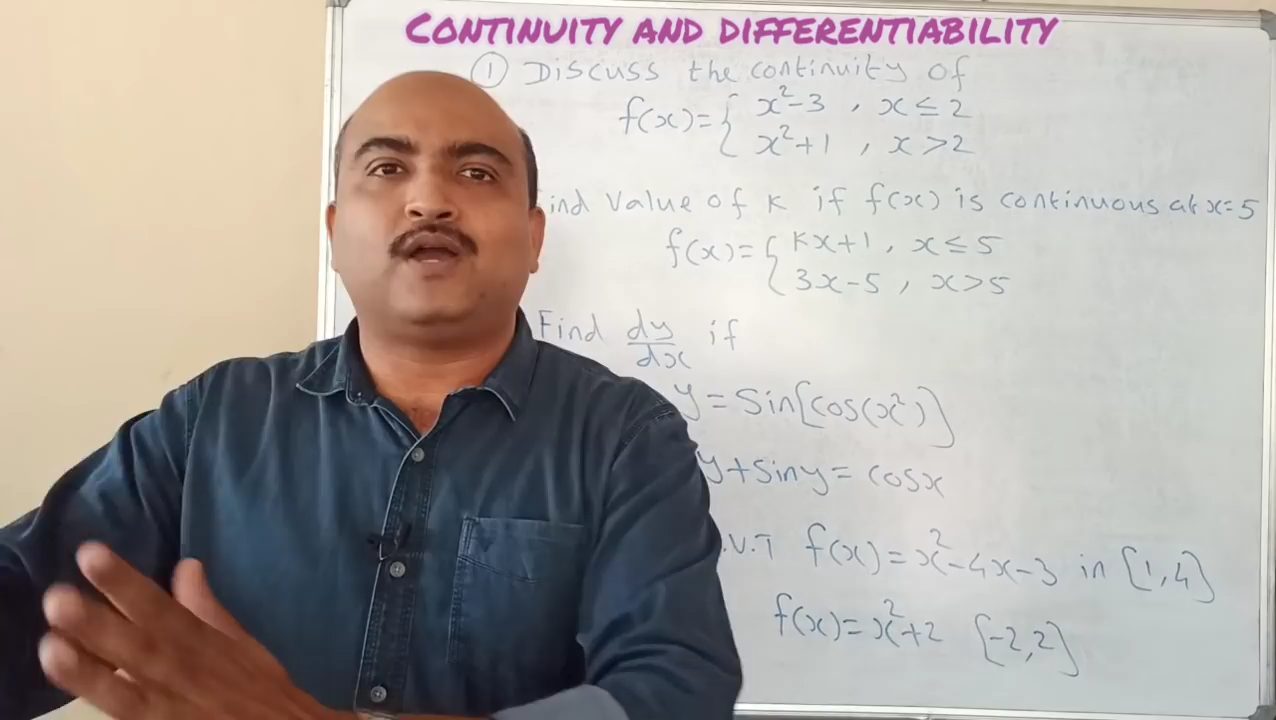 CONTINUITY AND DIFFERENTIABILITY
① Discuss the continuity of
f(x)={ x²-3 , x ≤ 2
x²+1 , x >2
ind value of k if f(x) is continuous at x=5
f(x)={ kx+1 , x ≤ 5
3x-5 , x>5
Find dy/dx if
y = sin[cos(x²)]
y+siny = cosx
.V.T f(x)=x²-4x-3 in [1,4]
f(x)=x²+2 [-2,2]